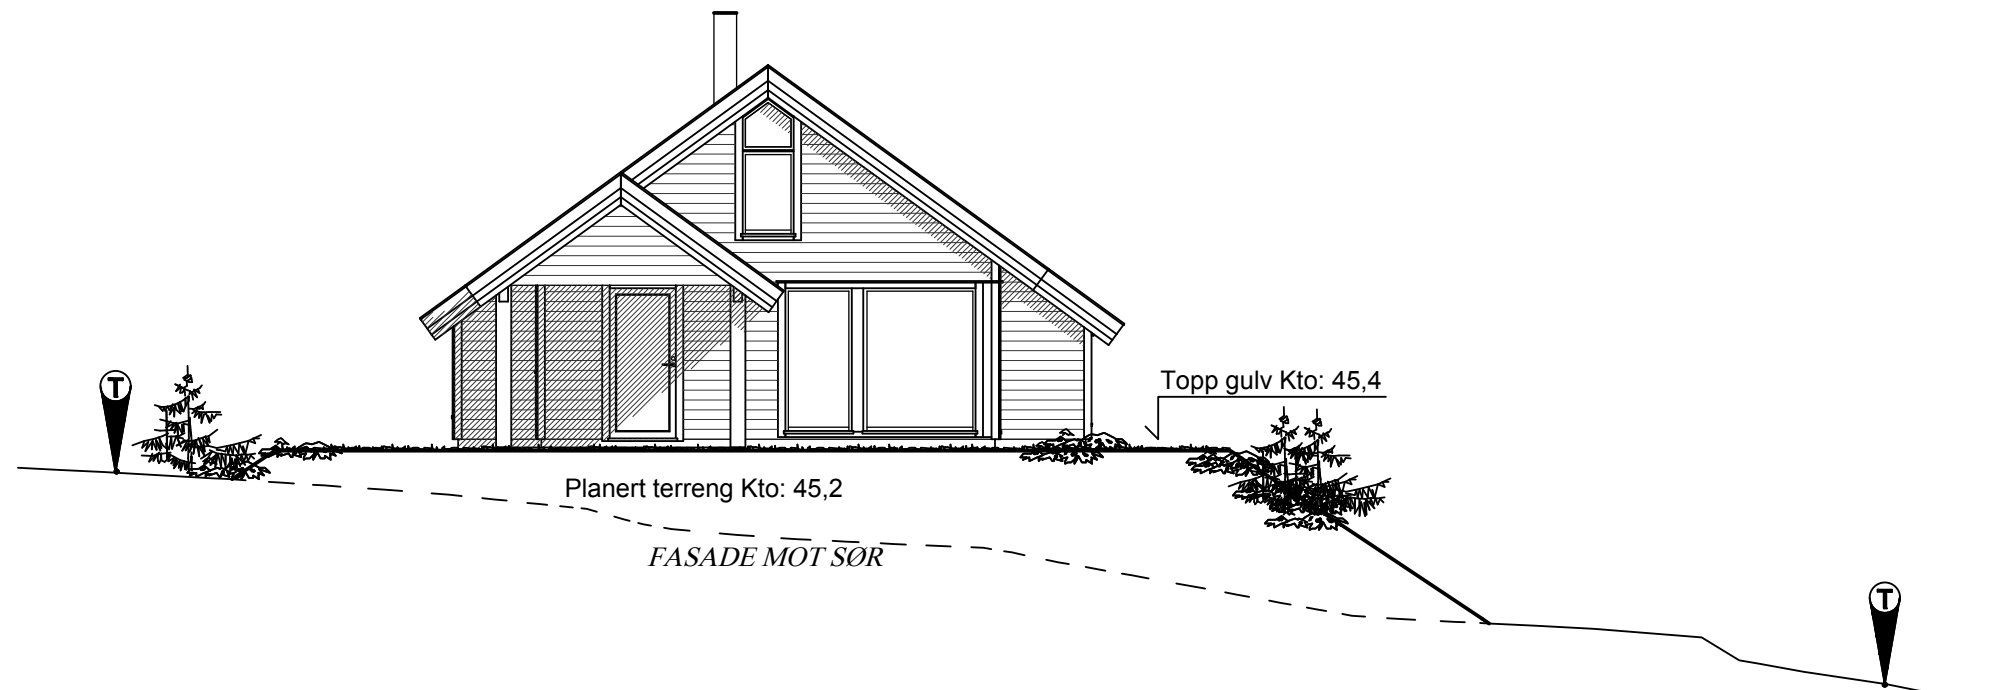 T
Topp gulv Kto: 45,4
Planert terreng Kto: 45,2
FASADE MOT SØR
T